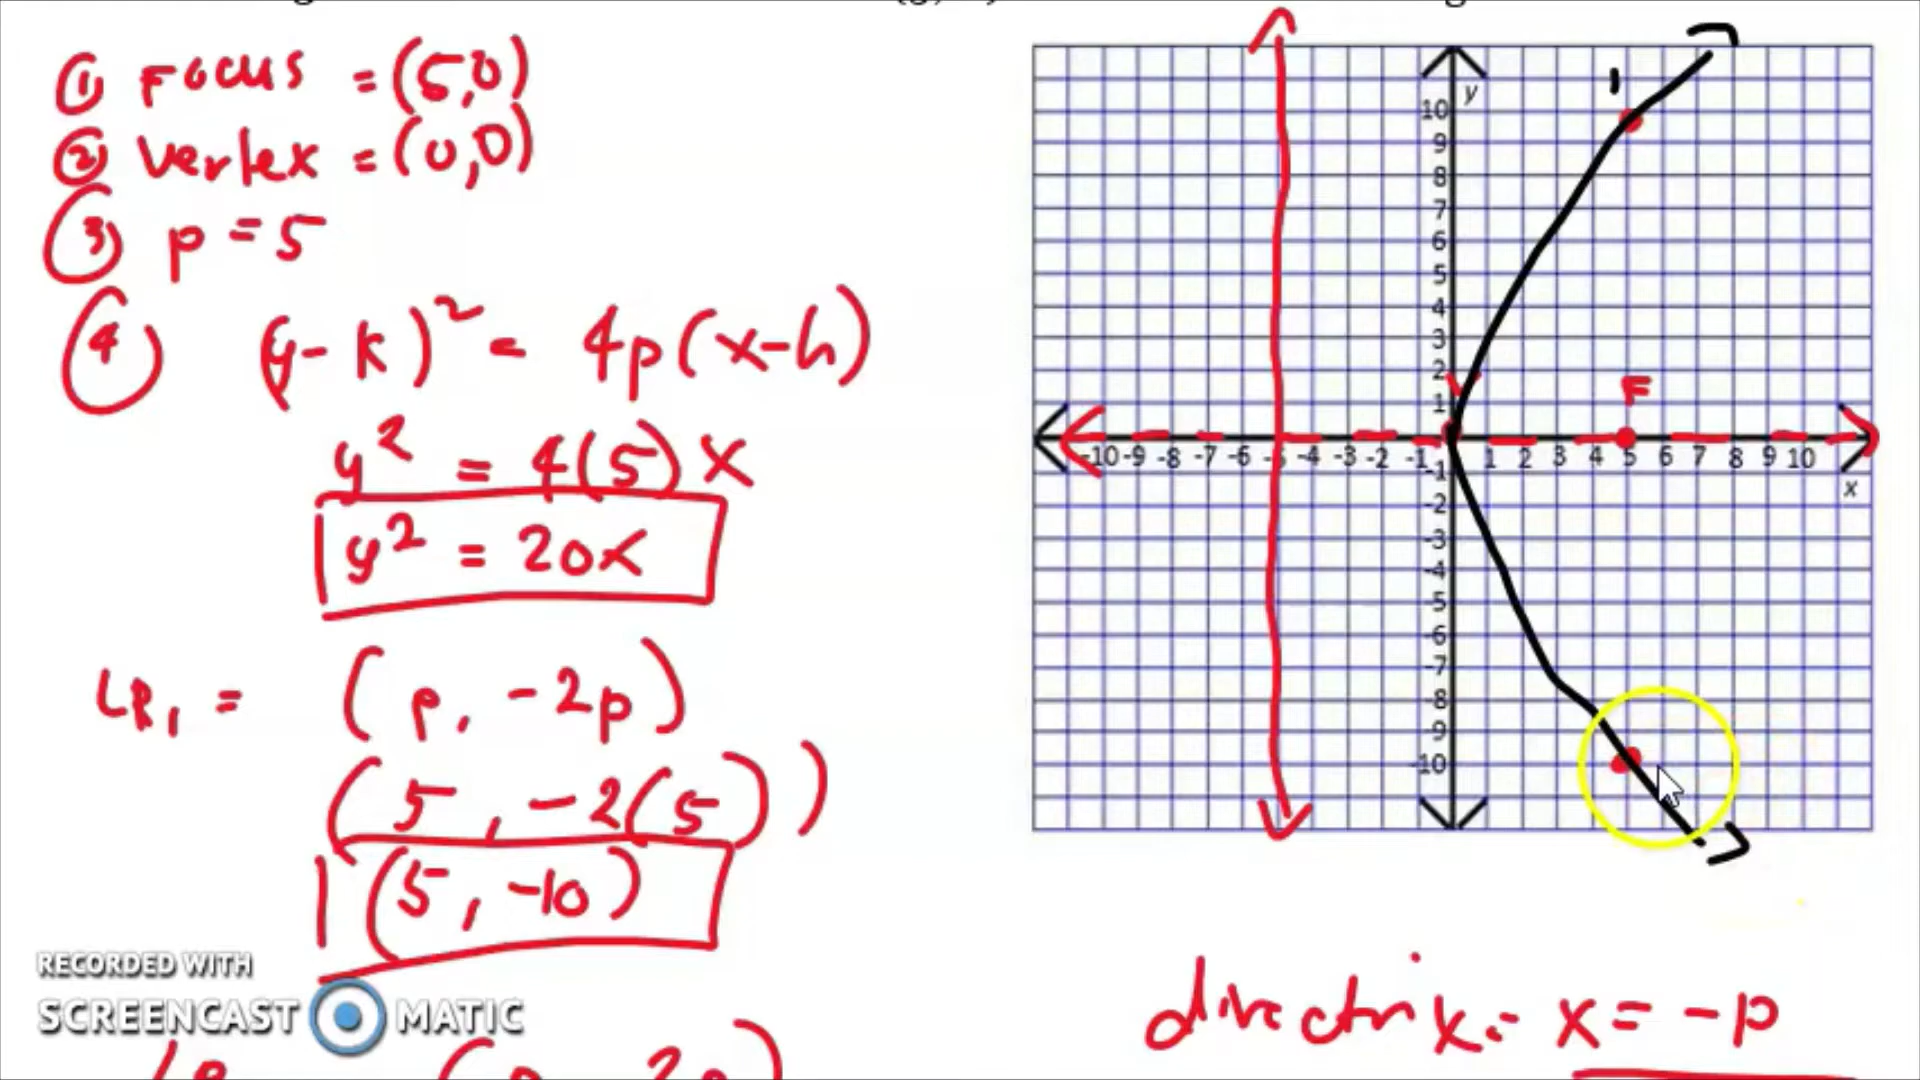 ① Focus = (5,0)
② Vertex = (0,0)
③ p = 5
④ (y-k)² = 4p(x-h)
y² = 4(5)x
y² = 20x
LR₁ = (p, -2p)
(5, -2(5))
(5, -10)
RECORDED WITH
SCREENCAST MATIC
y
10
9
8
7
6
5
4
3
2
1
F
-10 -9 -8 -7 -6 -5 -4 -3 -2 -1 1 2 3 4 5 6 7 8 9 10
x
-1
-2
-3
-4
-5
-6
-7
-8
-9
-10
directrix = x = -p